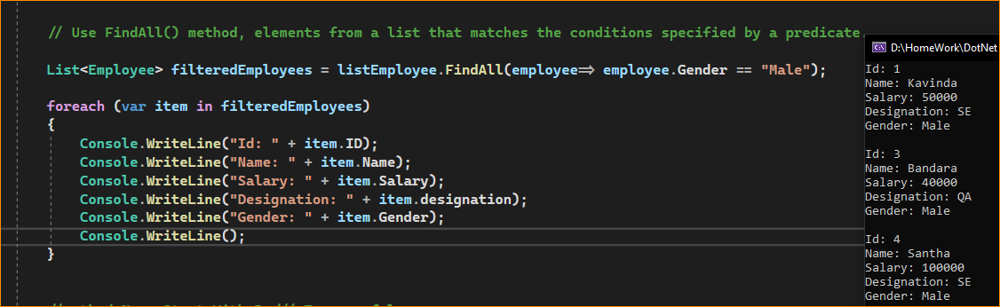 // Use FindAll() method, elements from a list that matches the conditions specified by a predicate.
List<Employee> filteredEmployees = listEmployee.FindAll(employee=> employee.Gender == "Male");
foreach (var item in filteredEmployees)
{
Console.WriteLine("Id: " + item.ID);
Console.WriteLine("Name: " + item.Name);
Console.WriteLine("Salary: " + item.Salary);
Console.WriteLine("Designation: " + item.designation);
Console.WriteLine("Gender: " + item.Gender);
Console.WriteLine();
}
D:\HomeWork\DotNet
Id: 1
Name: Kavinda
Salary: 50000
Designation: SE
Gender: Male
Id: 3
Name: Bandara
Salary: 40000
Designation: QA
Gender: Male
Id: 4
Name: Santha
Salary: 100000
Designation: SE
Gender: Male